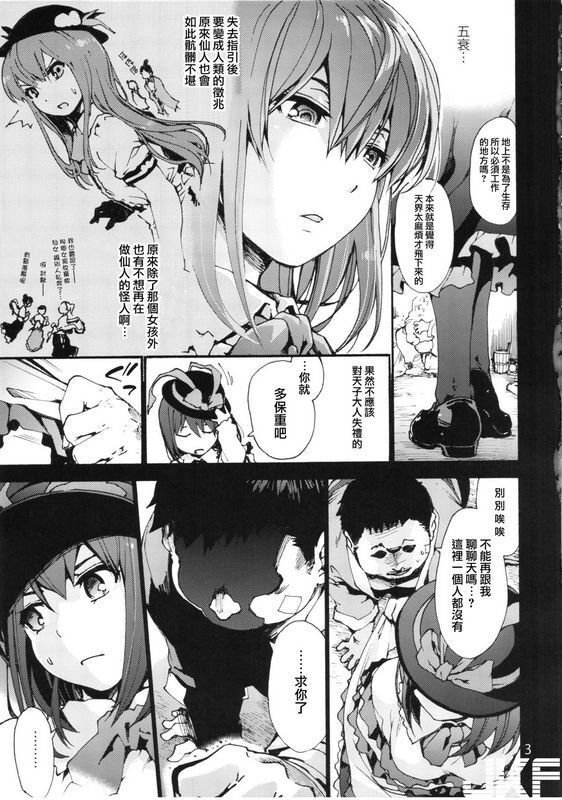 五衰…
地上不是為了生存
所以必須工作
的地方嗎?
本來就是覺得
天界太麻煩才飛下來的
失去指引後
要變成人類的徵兆
原來仙人也會
如此骯髒不堪
原來除了那個女孩外
也有不想再在
做仙人的怪人啊…
果然不應該
對天子大人失禮的
…你就
多保重吧
別別唉唉
不能再跟我
聊聊天嗎…?
這裡一個人都沒有
……求你了
……
3
JKF